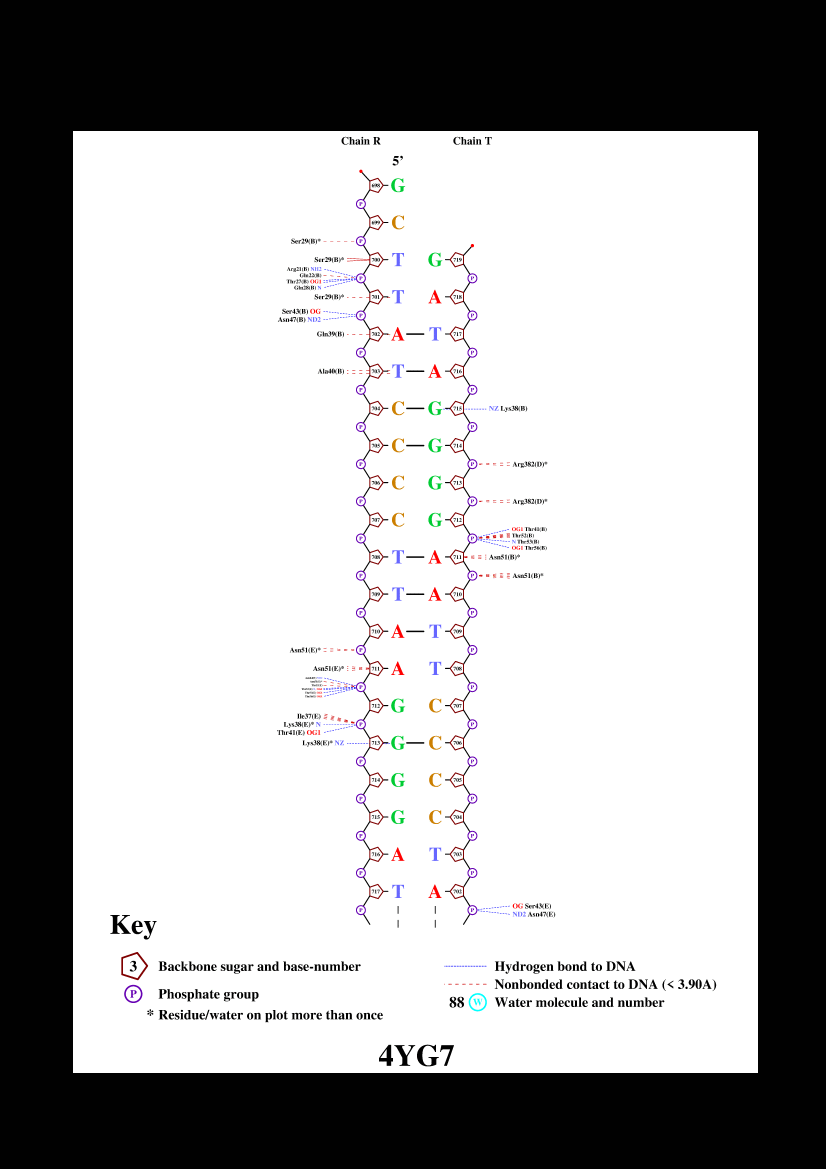 Chain R Chain T
5'
698 G
P
699 C
Ser29(B)* P
Ser29(B)* 700 T G 719
Arg21(B) NH2
Gln22(B)
Thr27(B) OG1
Gln28(B) N
P P
Ser29(B)* 701 T A 718
Ser43(B) OG
Asn47(B) ND2
P P
Gln39(B) 702 A T 717
P P
Ala40(B) 703 T A 716
P P
704 C G 715 NZ Lys38(B)
P P
705 C G 714
P P Arg382(D)*
706 C G 713
P P Arg382(D)*
707 C G 712
P P
OG1 Thr41(B)
Thr52(B)
N Thr53(B)
OG1 Thr56(B)
708 T A 711 Asn51(B)*
P P Asn51(B)*
709 T A 710
P P
710 A T 709
Asn51(E)* P P
Asn51(E)* 711 A T 708
P P
712 G C 707
Ile37(E)
Lys38(E)* N
Thr41(E) OG1
P P
Lys38(E)* NZ 713 G C 706
P P
714 G C 705
P P
715 G C 704
P P
716 A T 703
P P
717 T A 702
P P
OG Ser43(E)
ND2 Asn47(E)
Key
3 Backbone sugar and base-number
P Phosphate group
* Residue/water on plot more than once
Hydrogen bond to DNA
Nonbonded contact to DNA (< 3.90A)
88 W Water molecule and number
4YG7